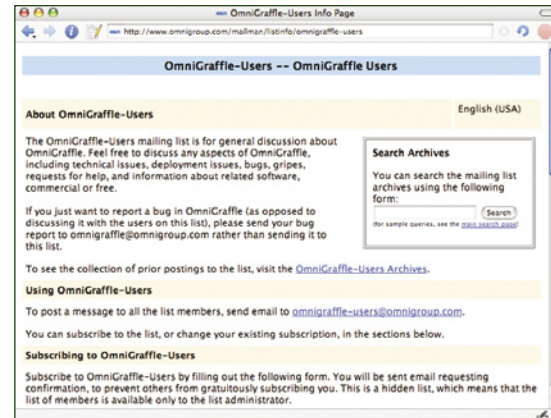 OmniGraffle-Users Info Page
http://www.omnigroup.com/mailman/listinfo/omnigraffle-users
OmniGraffle-Users -- OmniGraffle Users
About OmniGraffle-Users
English (USA)
The OmniGraffle-Users mailing list is for general discussion about
OmniGraffle. Feel free to discuss any aspects of OmniGraffle,
including technical issues, deployment issues, bugs, gripes,
requests for help, and information about related software,
commercial or free.
If you just want to report a bug in OmniGraffle (as opposed to
discussing it with the users on this list), please send your bug
report to omnigraffle@omnigroup.com rather than sending it to
this list.
Search Archives
You can search the mailing list
archives using the following
form:
Search
(for sample queries, see the main search page)
To see the collection of prior postings to the list, visit the OmniGraffle-Users Archives.
Using OmniGraffle-Users
To post a message to all the list members, send email to omnigraffle-users@omnigroup.com.
You can subscribe to the list, or change your existing subscription, in the sections below.
Subscribing to OmniGraffle-Users
Subscribe to OmniGraffle-Users by filling out the following form. You will be sent email requesting
confirmation, to prevent others from gratuitously subscribing you. This is a hidden list, which means that the
list of members is available only to the list administrator.